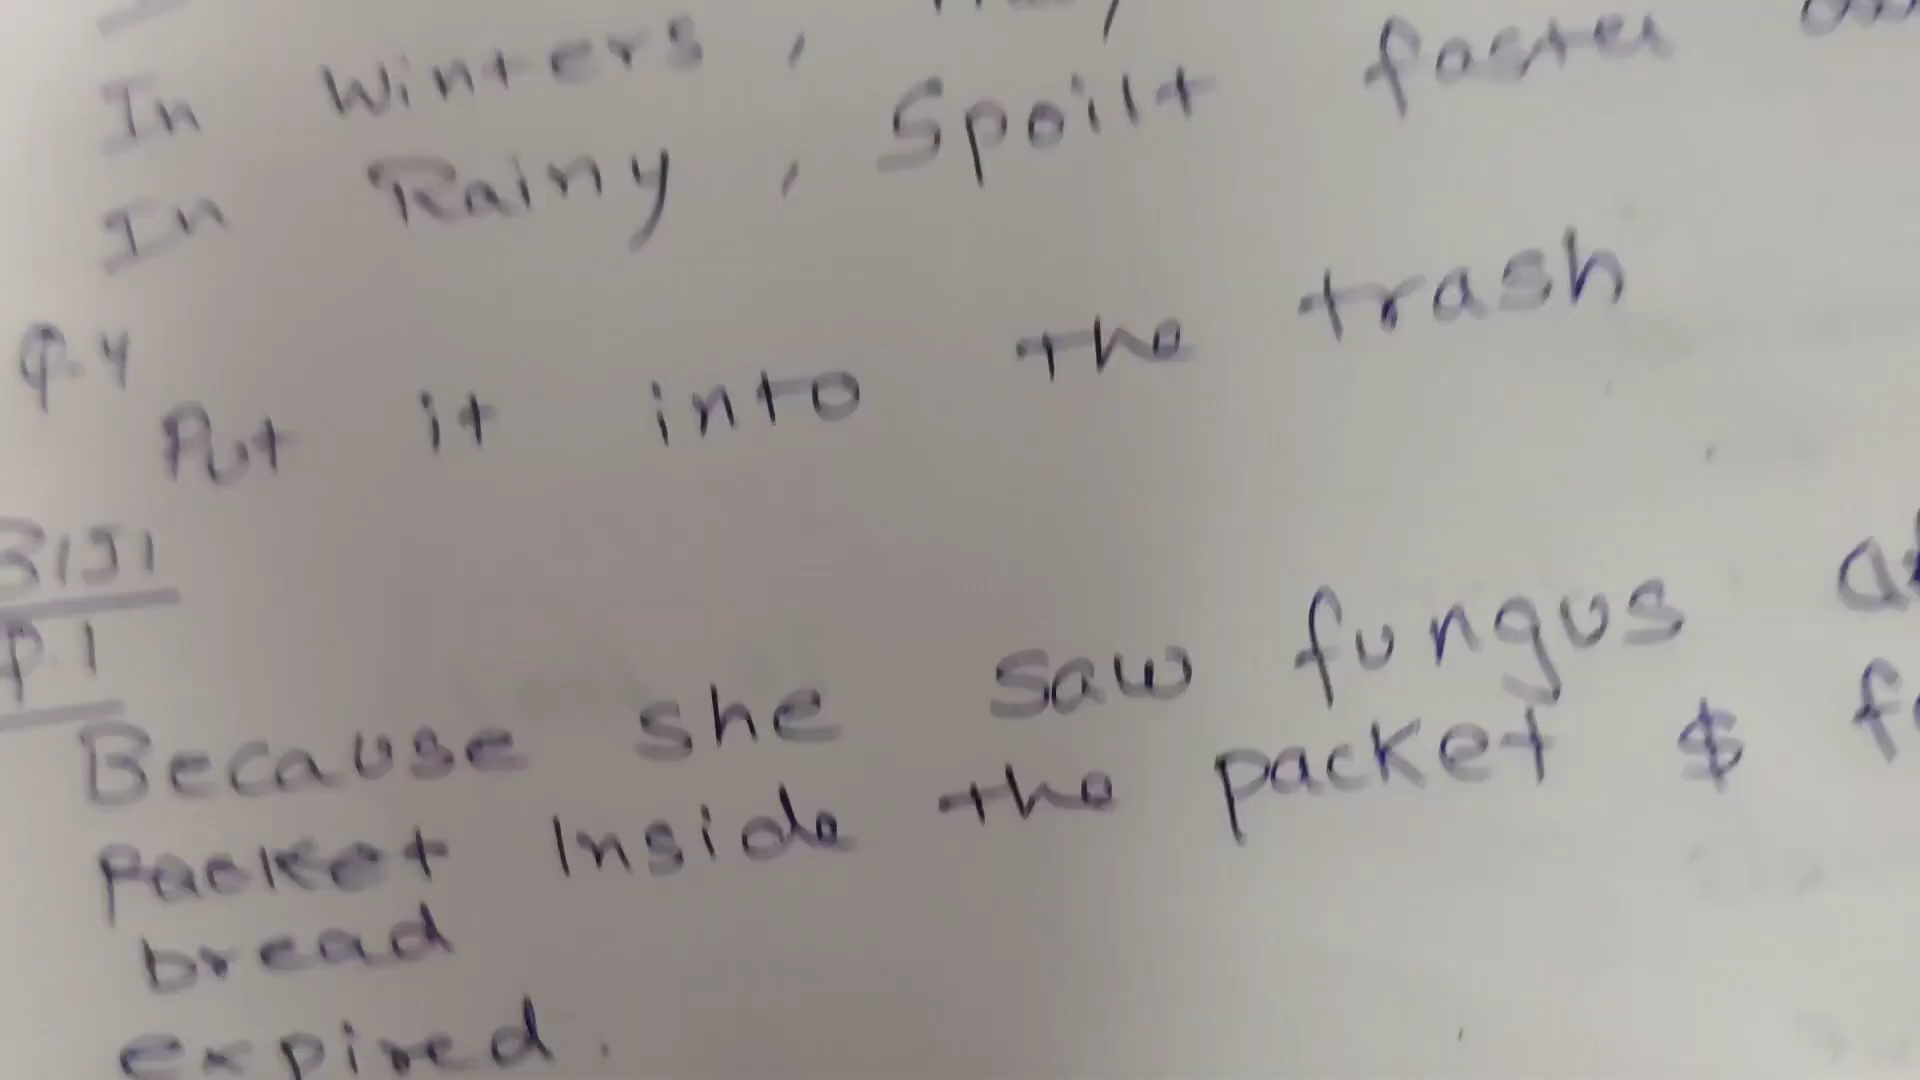 In Winters ,
In Rainy , Spoilt faster
Q.4
Put it into the trash
P.1
Because she saw fungus
Packet Inside the packet $
bread
expired.